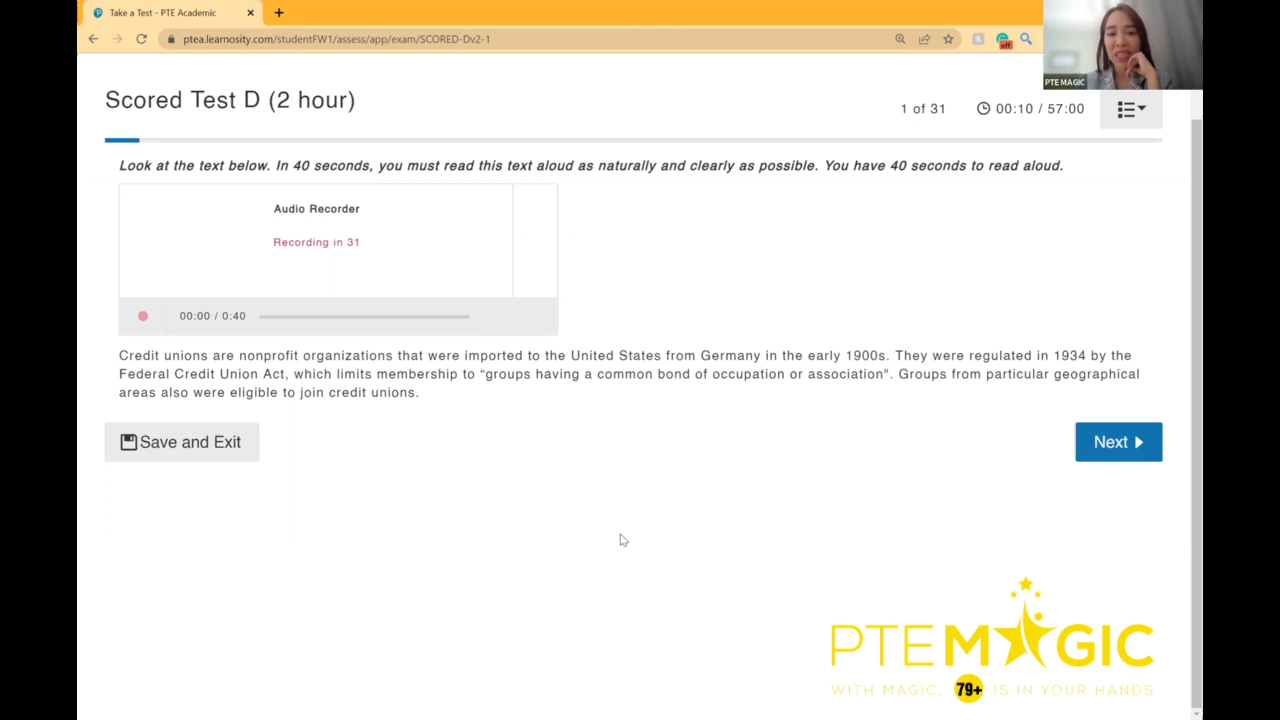 Take a Test - PTE Academic
ptea.learnosity.com/studentFW1/assess/app/exam/SCORED-Dv2-1
off
PTE MAGIC
Scored Test D (2 hour)
1 of 31
00:10 / 57:00
Look at the text below. In 40 seconds, you must read this text aloud as naturally and clearly as possible. You have 40 seconds to read aloud.
Audio Recorder
Recording in 31
00:00 / 0:40
Credit unions are nonprofit organizations that were imported to the United States from Germany in the early 1900s. They were regulated in 1934 by the
Federal Credit Union Act, which limits membership to “groups having a common bond of occupation or association". Groups from particular geographical
areas also were eligible to join credit unions.
Save and Exit
Next
PTEMAGIC
WITH MAGIC, 79+ IS IN YOUR HANDS